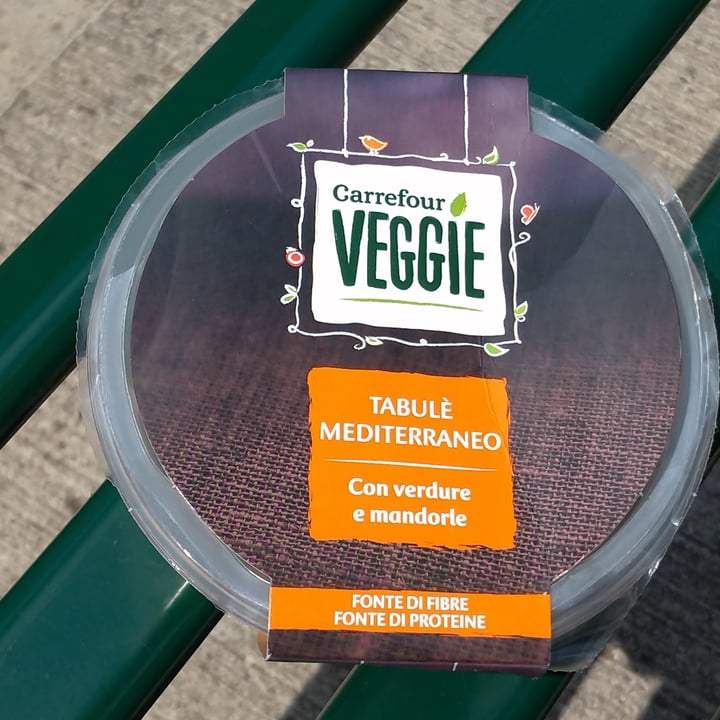 Carrefour
VEGGIE
TABULÈ
MEDITERRANEO
Con verdure
e mandorle
FONTE DI FIBRE
FONTE DI PROTEINE